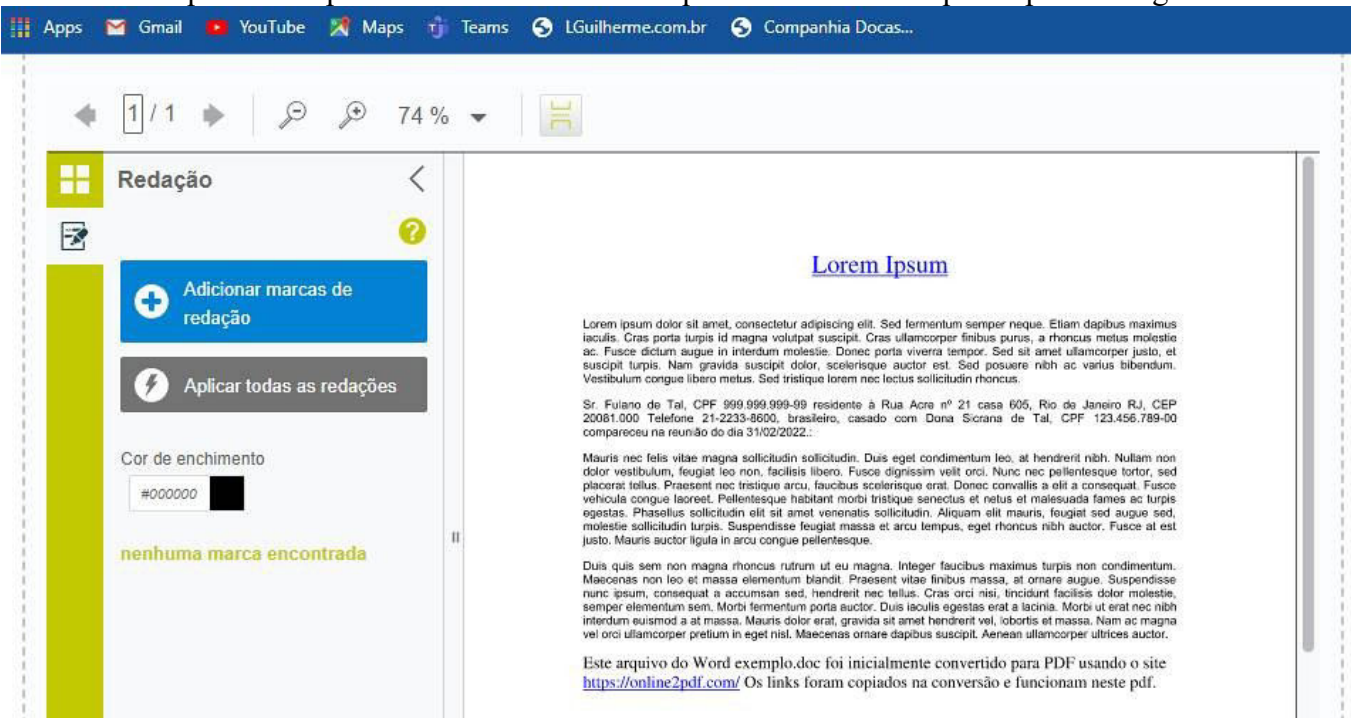 Apps Gmail YouTube Maps Teams LGuilherme.com.br Companhia Docas...
1 / 1 74 %
Redação
Adicionar marcas de
redação
Aplicar todas as redações
Cor de enchimento
#000000
nenhuma marca encontrada
Lorem Ipsum
Lorem ipsum dolor sit amet, consectetur adipiscing elit. Sed fermentum semper neque. Etiam dapibus maximus
iaculis. Cras porta turpis id magna volutpat suscipit. Cras ullamcorper finibus purus, a rhoncus metus molestie
ac. Fusce dictum augue in interdum molestie. Donec porta viverra tempor. Sed sit amet ullamcorper justo, et
suscipit turpis. Nam gravida suscipit dolor, scelerisque auctor est. Sed posuere nibh ac varius bibendum.
Vestibulum congue libero metus. Sed tristique lorem nec lectus sollicitudin rhoncus.
Sr. Fulano de Tal, CPF 999.999.999-99 residente à Rua Acre nº 21 casa 605, Rio de Janeiro RJ, CEP
20081.000 Telefone 21-2233-8600, brasileiro, casado com Dona Sicrana de Tal, CPF 123.456.789-00
compareceu na reunião do dia 31/02/2022.:
Mauris nec felis vitae magna sollicitudin sollicitudin. Duis eget condimentum leo, at hendrerit nibh. Nullam non
dolor vestibulum, feugiat leo non, facilisis libero. Fusce dignissim velit orci. Nunc nec pellentesque tortor, sed
placerat tellus. Praesent nec tristique arcu, faucibus scelerisque erat. Donec convallis a elit a consequat. Fusce
vehicula congue laoreet. Pellentesque habitant morbi tristique senectus et netus et malesuada fames ac turpis
egestas. Phasellus sollicitudin elit sit amet venenatis sollicitudin. Aliquam elit mauris, feugiat sed augue sed,
molestie sollicitudin turpis. Suspendisse feugiat massa et arcu tempus, eget rhoncus nibh auctor. Fusce at est
justo. Mauris auctor ligula in arcu congue pellentesque.
Duis quis sem non magna rhoncus rutrum ut eu magna. Integer faucibus maximus turpis non condimentum.
Maecenas non leo et massa elementum blandit. Praesent vitae finibus massa, at ornare augue. Suspendisse
nunc ipsum, consequat a accumsan sed, hendrerit nec tellus. Cras orci nisi, tincidunt facilisis dolor molestie,
semper elementum sem. Morbi fermentum porta auctor. Duis iaculis egestas erat a lacinia. Morbi ut erat nec nibh
interdum euismod a at massa. Mauris dolor erat, gravida sit amet hendrerit vel, lobortis et massa. Nam ac magna
vel orci ullamcorper pretium in eget nisl. Maecenas ornare dapibus suscipit. Aenean ullamcorper ultrices auctor.
Este arquivo do Word exemplo.doc foi inicialmente convertido para PDF usando o site
https://online2pdf.com/ Os links foram copiados na conversão e funcionam neste pdf.